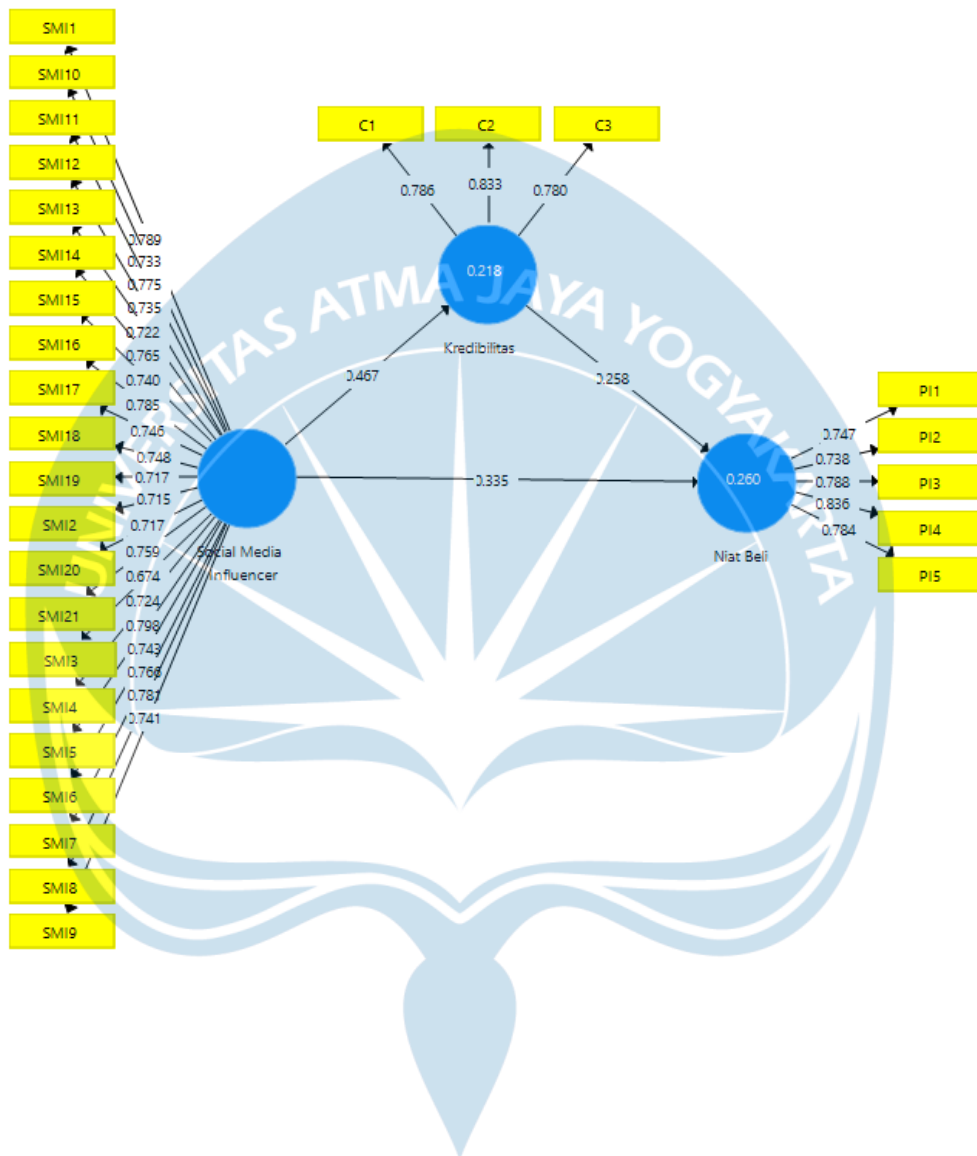 SMI1
SMI10
SMI11
SMI12
SMI13
SMI14
SMI15
SMI16
SMI17
SMI18
SMI19
SMI2
SMI20
SMI21
SMI3
SMI4
SMI5
SMI6
SMI7
SMI8
SMI9
0.789
0.733
0.775
0.735
0.722
0.765
0.740
0.785
0.746
0.748
0.717
0.715
0.717
0.759
0.674
0.724
0.798
0.743
0.766
0.781
0.741
Social Media
Influencer
C1 C2 C3
0.786 0.833 0.780
0.218
Kredibilitas
0.467
0.258
0.335
0.260
Niat Beli
0.747
0.738
0.788
0.836
0.784
PI1
PI2
PI3
PI4
PI5
UNIVERSITAS ATMA JAYA YOGYAKARTA